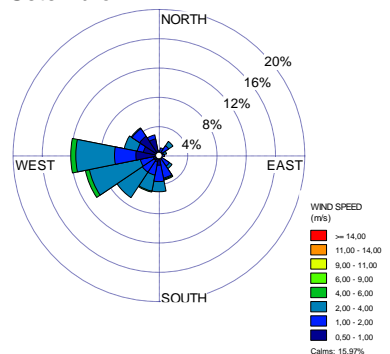 NORTH
20%
16%
12%
8%
4%
WEST
EAST
SOUTH
WIND SPEED
(m/s)
>= 14,00
11,00 - 14,00
9,00 - 11,00
6,00 - 9,00
4,00 - 6,00
2,00 - 4,00
1,00 - 2,00
0,50 - 1,00
Calms: 15.97%